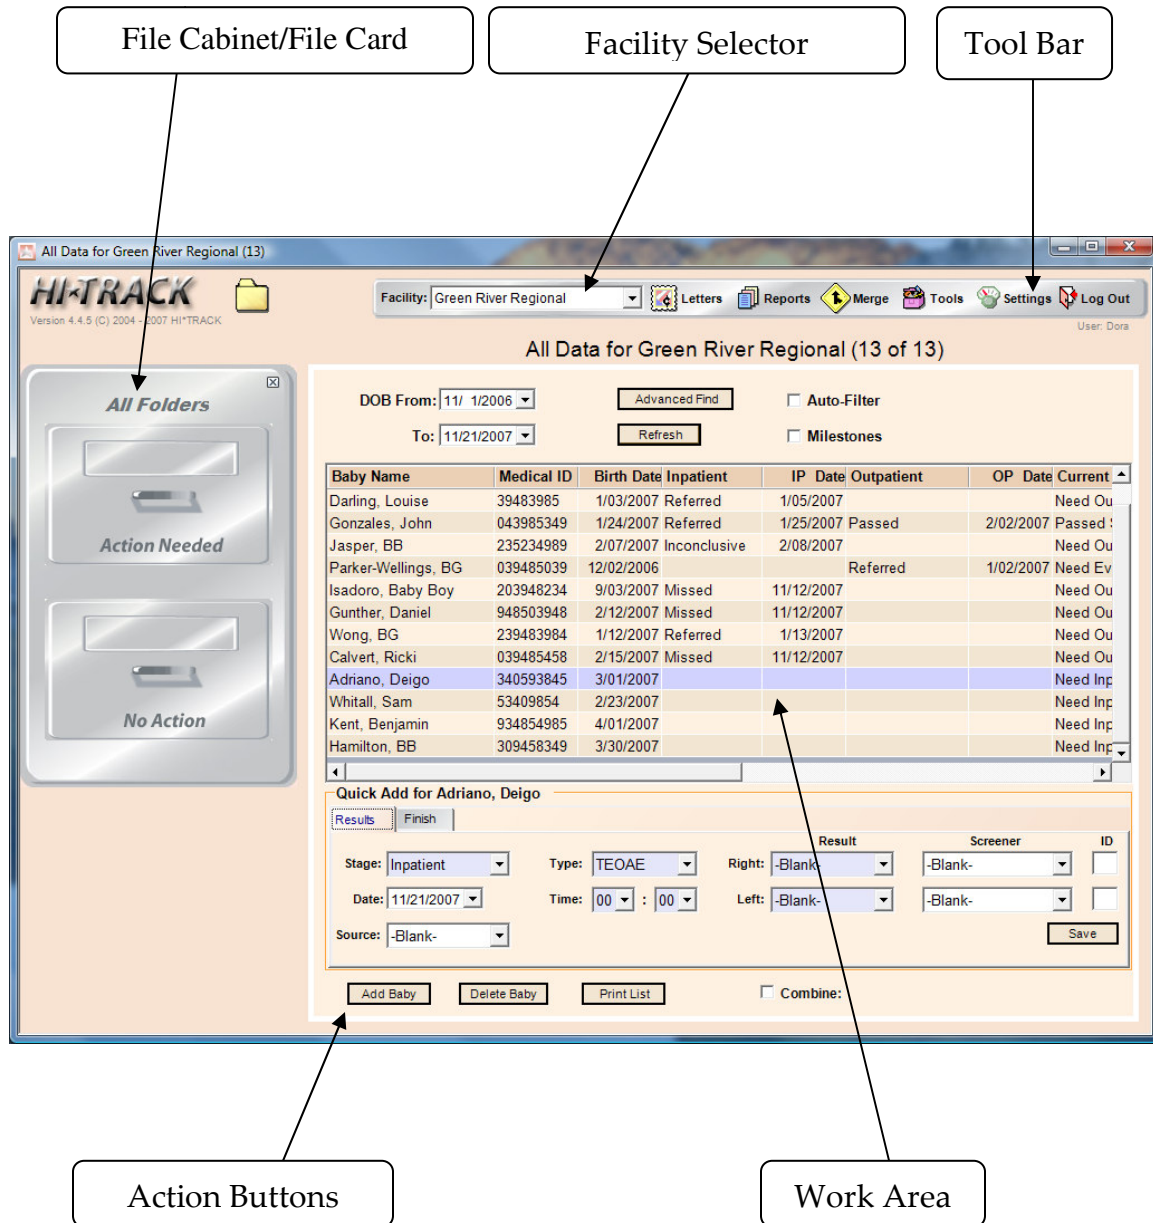 File Cabinet/File Card
Facility Selector
Tool Bar
All Data for Green River Regional (13)
HI*TRACK
Version 4.4.5 (C) 2004 - 2007 HI*TRACK
Facility: Green River Regional Letters Reports Merge Tools Settings Log Out
User: Dora
All Data for Green River Regional (13 of 13)
All Folders
Action Needed
No Action
DOB From: 11/ 1/2006 Advanced Find Auto-Filter
To: 11/21/2007 Refresh Milestones
Baby Name Medical ID Birth Date Inpatient IP Date Outpatient OP Date Current
Darling, Louise 39483985 1/03/2007 Referred 1/05/2007 Need Ou
Gonzales, John 043985349 1/24/2007 Referred 1/25/2007 Passed 2/02/2007 Passed
Jasper, BB 235234989 2/07/2007 Inconclusive 2/08/2007 Need Ou
Parker-Wellings, BG 039485039 12/02/2006 Referred 1/02/2007 Need Ev
Isadoro, Baby Boy 203948234 9/03/2007 Missed 11/12/2007 Need Ou
Gunther, Daniel 948503948 2/12/2007 Missed 11/12/2007 Need Ou
Wong, BG 239483984 1/12/2007 Referred 1/13/2007 Need Ou
Calvert, Ricki 039485458 2/15/2007 Missed 11/12/2007 Need Ou
Adriano, Deigo 340593845 3/01/2007 Need Inp
Whitall, Sam 53409854 2/23/2007 Need Inp
Kent, Benjamin 934854985 4/01/2007 Need Inp
Hamilton, BB 309458349 3/30/2007 Need Inp
Quick Add for Adriano, Deigo
Results Finish
Result Screener ID
Stage: Inpatient Type: TEOAE Right: -Blank- -Blank-
Date: 11/21/2007 Time: 00 : 00 Left: -Blank- -Blank-
Source: -Blank- Save
Add Baby Delete Baby Print List Combine:
Action Buttons
Work Area